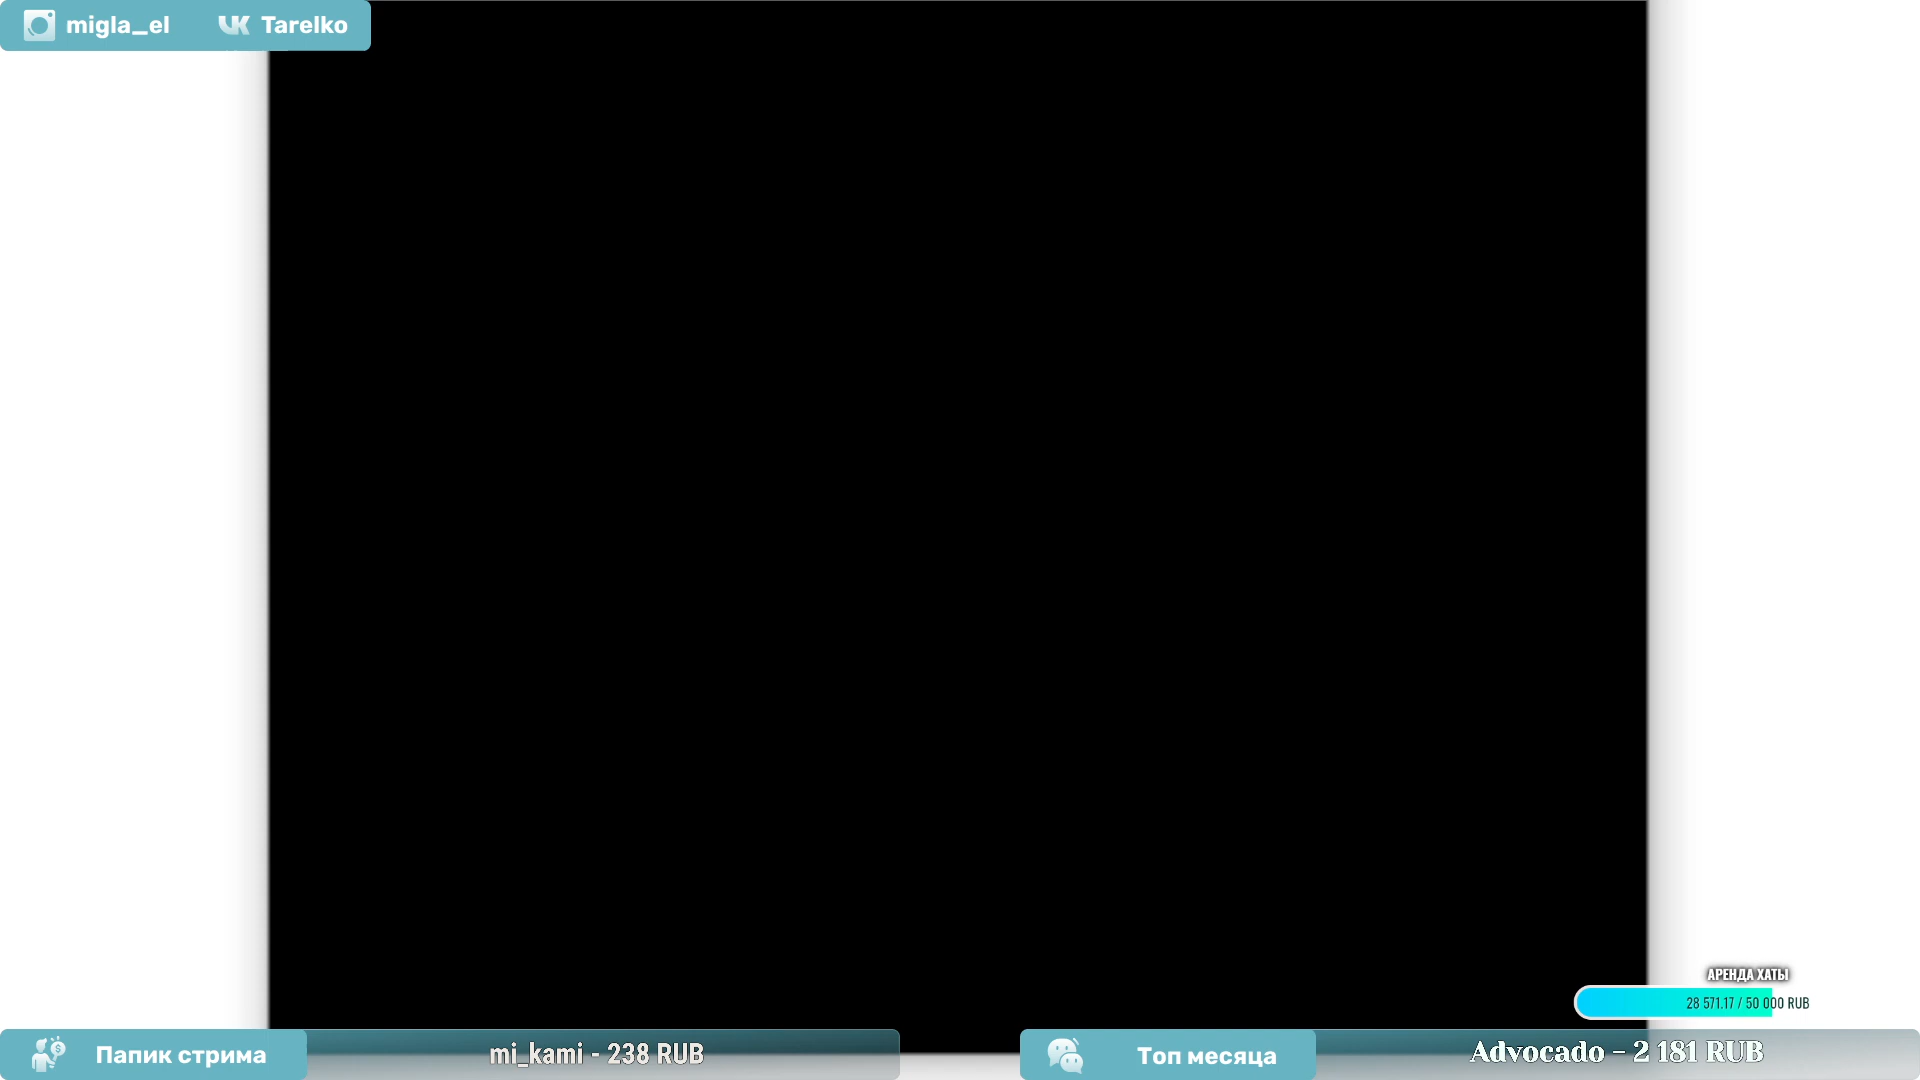 migla_el
VK Tarelko
АРЕНДА ХАТЫ
28 571.17 / 50 000 RUB
Папик стрима
mi_kami - 238 RUB
Топ месяца
Advocado - 2 181 RUB